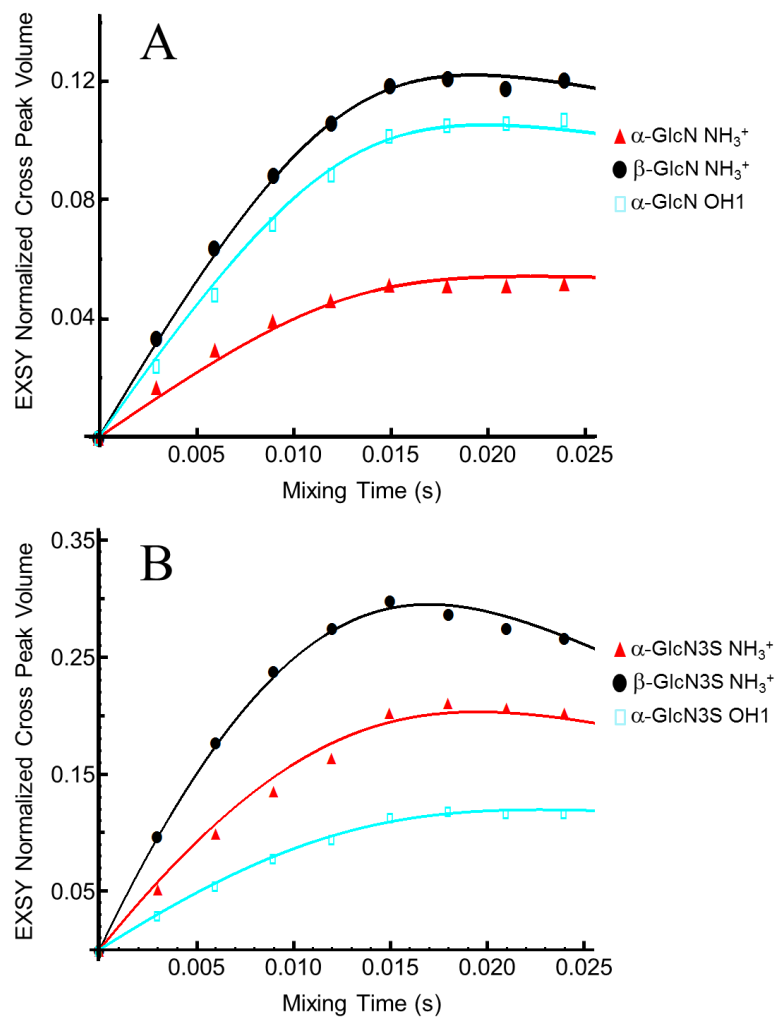 A
EXSY Normalized Cross Peak Volume
0.12
0.08
0.04
0.005
0.010
0.015
0.020
0.025
Mixing Time (s)
α-GlcN NH₃⁺
β-GlcN NH₃⁺
α-GlcN OH1
B
EXSY Normalized Cross Peak Volume
0.35
0.25
0.15
0.05
0.005
0.010
0.015
0.020
0.025
Mixing Time (s)
α-GlcN3S NH₃⁺
β-GlcN3S NH₃⁺
α-GlcN3S OH1